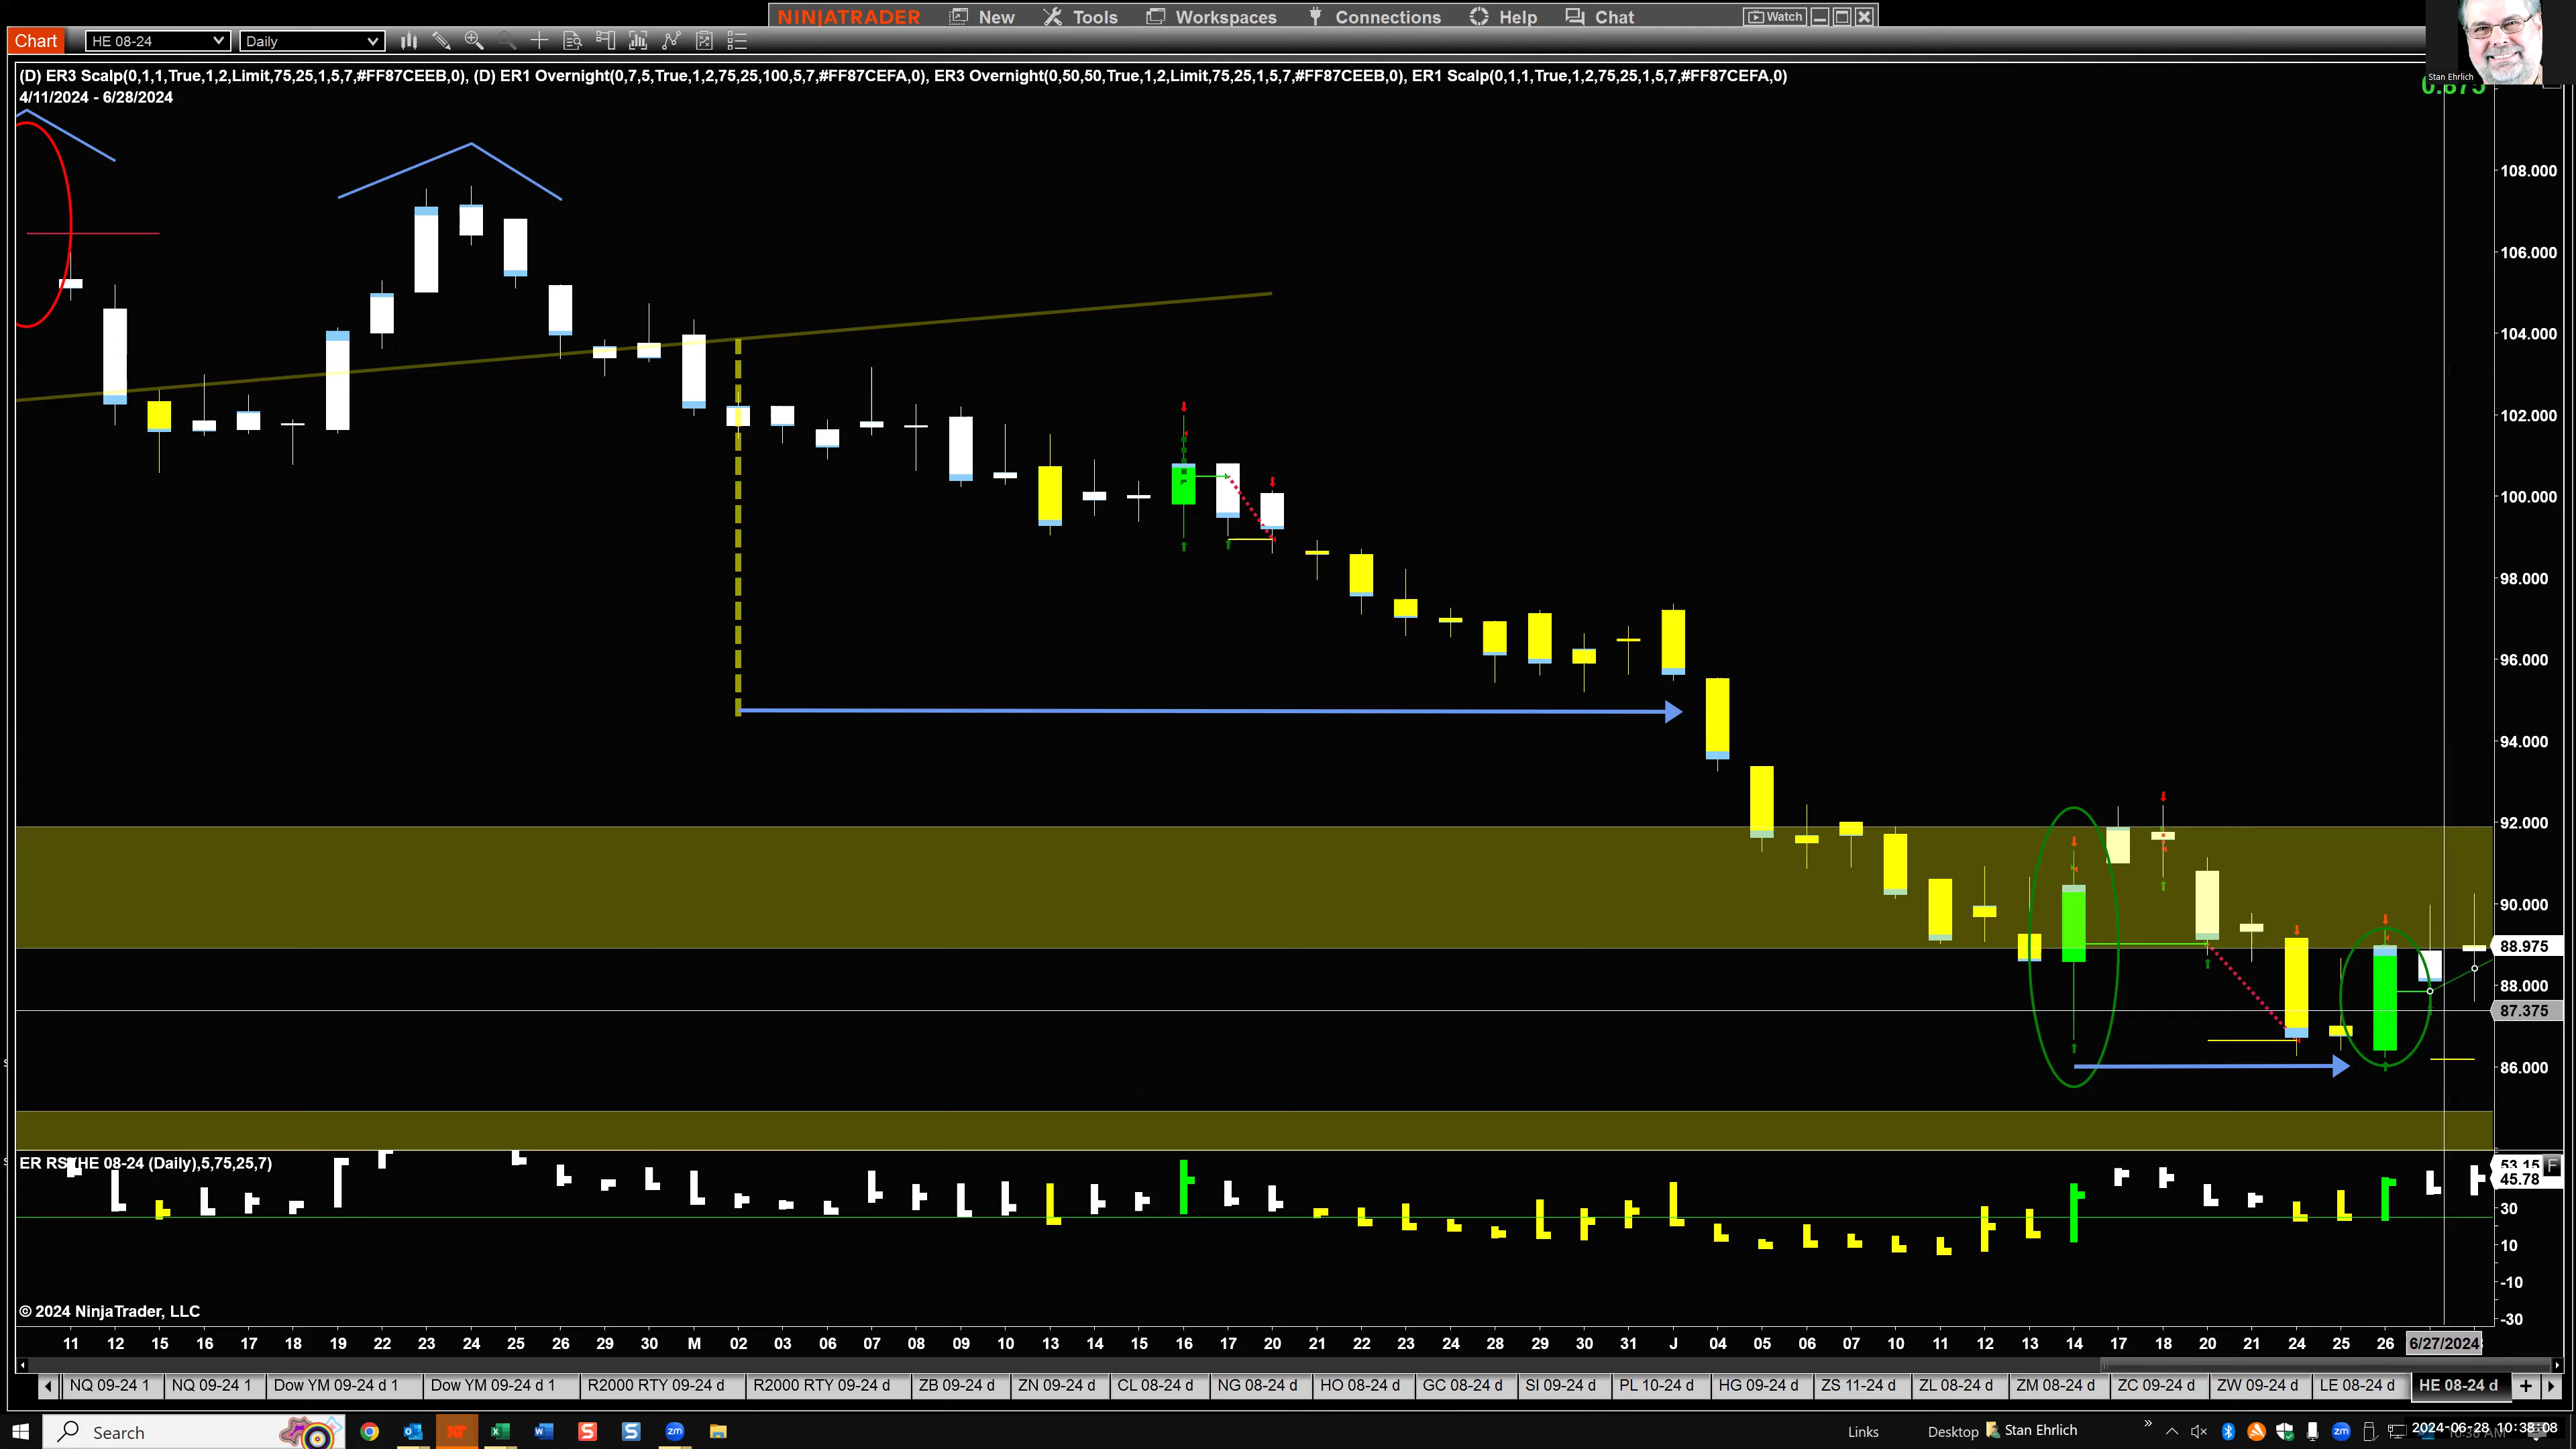 NINJATRADER New Tools Workspaces Connections Help Chat Watch
Chart HE 08-24 Daily
Stan Ehrlich
(D) ER3 Scalp(0,1,1,True,1,2,Limit,75,25,1,5,7,#FF87CEEB,0), (D) ER1 Overnight(0,7,5,True,1,2,75,25,100,5,7,#FF87CEFA,0), ER3 Overnight(0,50,50,True,1,2,Limit,75,25,1,5,7,#FF87CEEB,0), ER1 Scalp(0,1,1,True,1,2,75,25,1,5,7,#FF87CEFA,0)
4/11/2024 - 6/28/2024
0.675
108.000
106.000
104.000
102.000
100.000
98.000
96.000
94.000
92.000
90.000
88.975
88.000
87.375
86.000
ER RSI(HE 08-24 (Daily),5,75,25,7)
53.15 F
45.78
30
10
-10
-30
© 2024 NinjaTrader, LLC
11 12 15 16 17 18 19 22 23 24 25 26 29 30 M 02 03 06 07 08 09 10 13 14 15 16 17 20 21 22 23 24 28 29 30 31 J 04 05 06 07 10 11 12 13 14 17 18 20 21 24 25 26 6/27/2024
NQ 09-24 1 NQ 09-24 1 Dow YM 09-24 1 Dow YM 09-24 d 1 R2000 RTY 09-24 d R2000 RTY 09-24 d ZB 09-24 d ZN 09-24 d CL 08-24 d NG 08-24 d HO 08-24 d GC 08-24 d SI 09-24 d PL 10-24 d HG 09-24 d ZS 11-24 d ZL 08-24 d ZM 08-24 d ZC 09-24 d ZW 09-24 d LE 08-24 d HE 08-24 d
Search Links Desktop Stan Ehrlich 2024-06-28 10:38:08